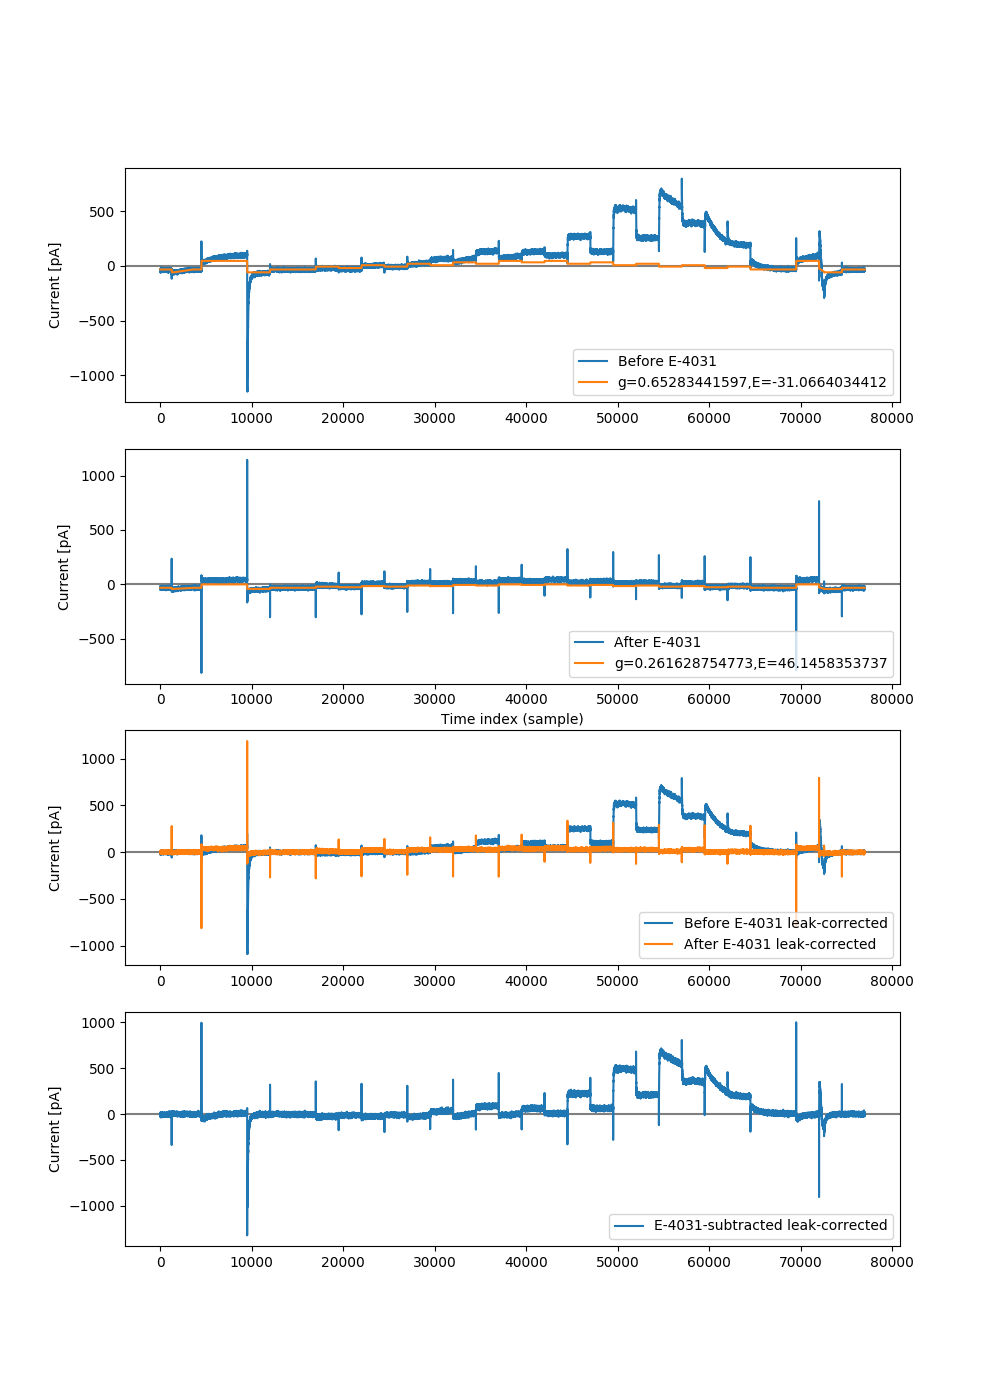 500
0
−500
−1000
Current [pA]
Before E-4031
g=0.65283441597,E=-31.0664034412
0 10000 20000 30000 40000 50000 60000 70000 80000
1000
500
0
−500
Current [pA]
After E-4031
g=0.261628754773,E=46.1458353737
0 10000 20000 30000 40000 50000 60000 70000 80000
Time index (sample)
1000
500
0
−500
−1000
Current [pA]
Before E-4031 leak-corrected
After E-4031 leak-corrected
0 10000 20000 30000 40000 50000 60000 70000 80000
1000
500
0
−500
−1000
Current [pA]
E-4031-subtracted leak-corrected
0 10000 20000 30000 40000 50000 60000 70000 80000